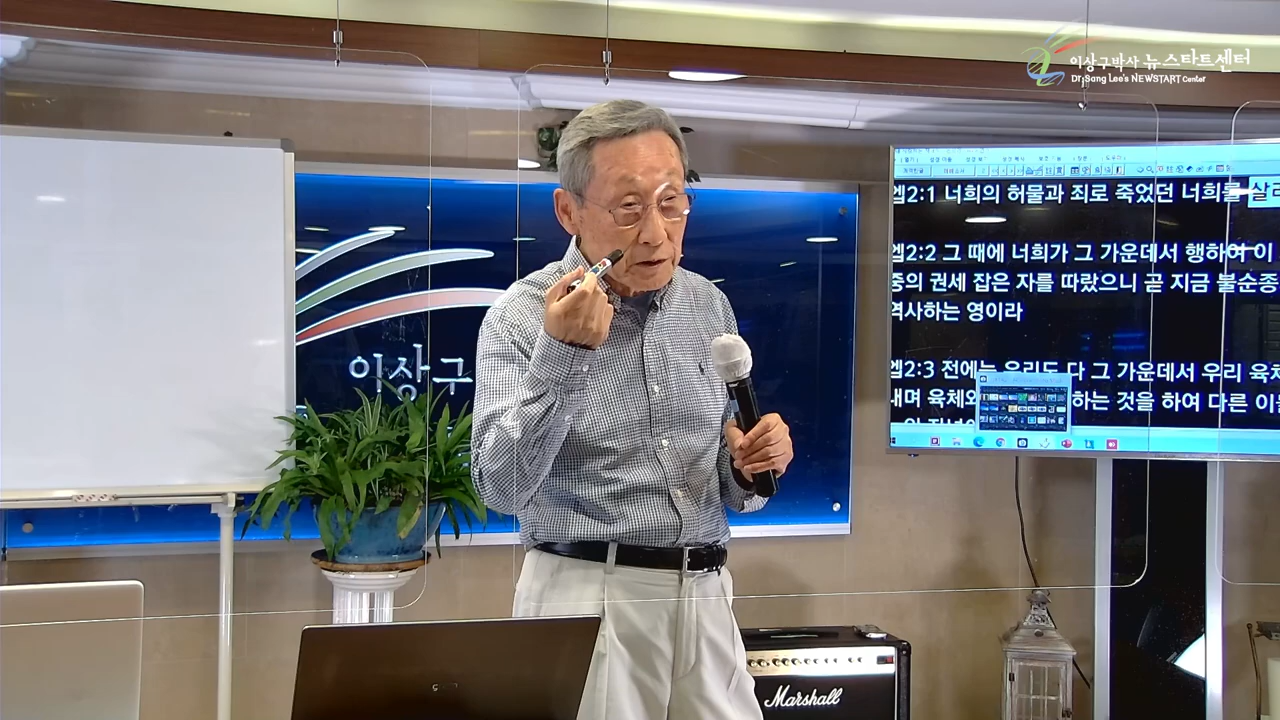 이상구박사 뉴스타트센터
Dr.Sang Lee's NEWSTART Center
이상구
엡2:1 너희의 허물과 죄로 죽었던 너희를 살리
엡2:2 그 때에 너희가 그 가운데서 행하여 이
중의 권세 잡은 자를 따랐으니 곧 지금 불순종
역사하는 영이라
엡2:3 전에는 우리도 다 그 가운데서 우리 육체
내며 육체와 하는 것을 하여 다른 이들
Marshall